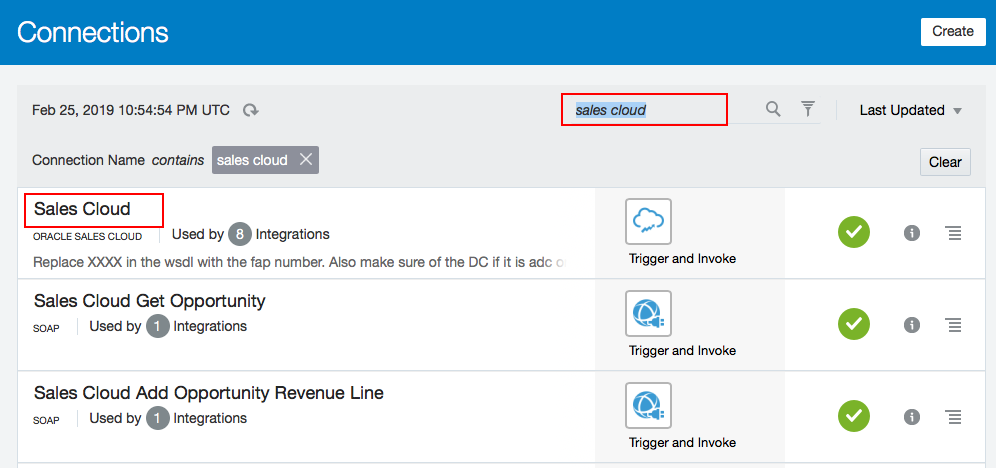 Connections
Create
Feb 25, 2019 10:54:54 PM UTC
sales cloud
Last Updated
Connection Name contains sales cloud
Clear
Sales Cloud
ORACLE SALES CLOUD Used by 8 Integrations
Replace XXXX in the wsdl with the fap number. Also make sure of the DC if it is adc
Trigger and Invoke
Sales Cloud Get Opportunity
SOAP Used by 1 Integrations
Trigger and Invoke
Sales Cloud Add Opportunity Revenue Line
SOAP Used by 1 Integrations
Trigger and Invoke